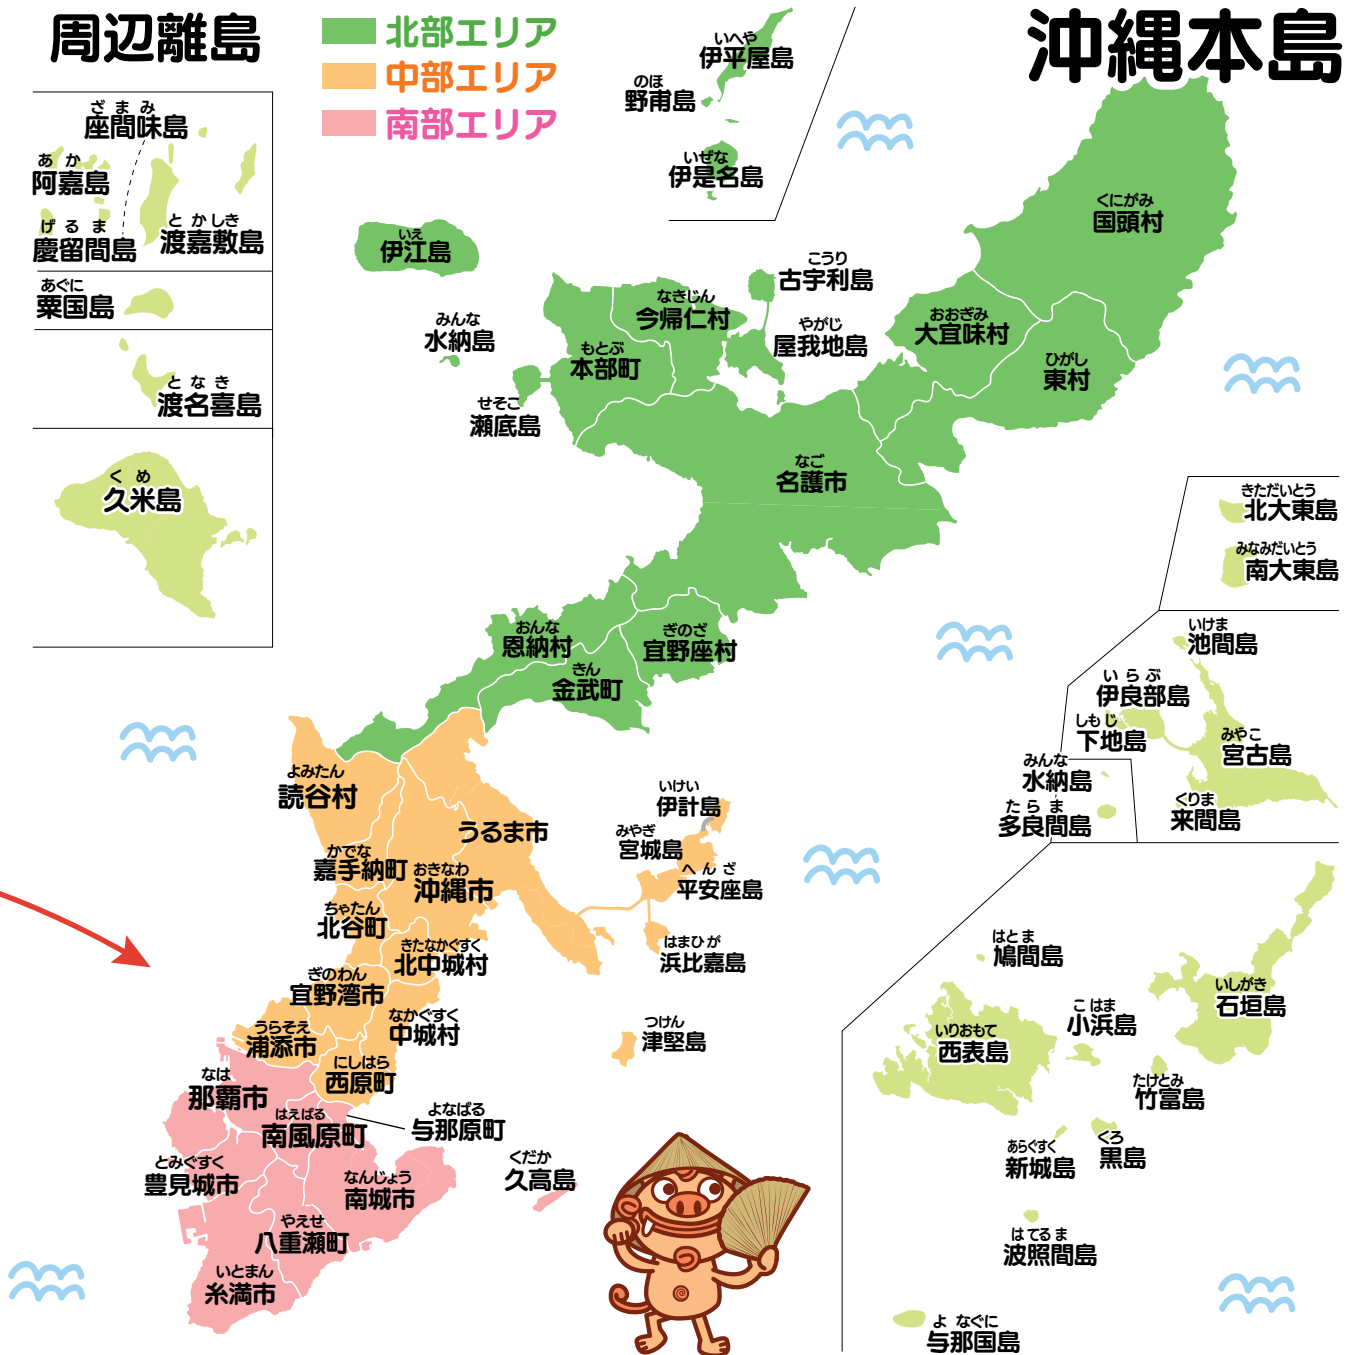 周辺離島
北部エリア
中部エリア
南部エリア
沖縄本島
ざまみ
座間味島
あか
阿嘉島
げるま
慶留間島
とかしき
渡嘉敷島
あぐに
粟国島
となき
渡名喜島
くめ
久米島
いへや
伊平屋島
のほ
野甫島
いぜな
伊是名島
いえ
伊江島
みんな
水納島
せそこ
瀬底島
もとぶ
本部町
なきじん
今帰仁村
こうり
古宇利島
やがじ
屋我地島
くにがみ
国頭村
おおぎみ
大宜味村
ひがし
東村
なご
名護市
おんな
恩納村
ぎのざ
宜野座村
きん
金武町
よみたん
読谷村
うるま市
かでな
嘉手納町
おきなわ
沖縄市
ちゃたん
北谷町
きたなかぐすく
北中城村
ぎのわん
宜野湾市
なかぐすく
中城村
うらそえ
浦添市
にしはら
西原町
いけい
伊計島
みやぎ
宮城島
へんざ
平安座島
はまひが
浜比嘉島
つけん
津堅島
なは
那覇市
はえばる
南風原町
よなばる
与那原町
とみぐすく
豊見城市
なんじょう
南城市
くだか
久高島
やえせ
八重瀬町
いとまん
糸満市
きただいとう
北大東島
みなみだいとう
南大東島
いけま
池間島
いらぶ
伊良部島
しもじ
下地島
みやこ
宮古島
くりま
来間島
みんな
水納島
たらま
多良間島
はとま
鳩間島
いしがき
石垣島
こはま
小浜島
いりおもて
西表島
たけとみ
竹富島
くろ
黒島
あらぐすく
新城島
はてるま
波照間島
よなぐに
与那国島